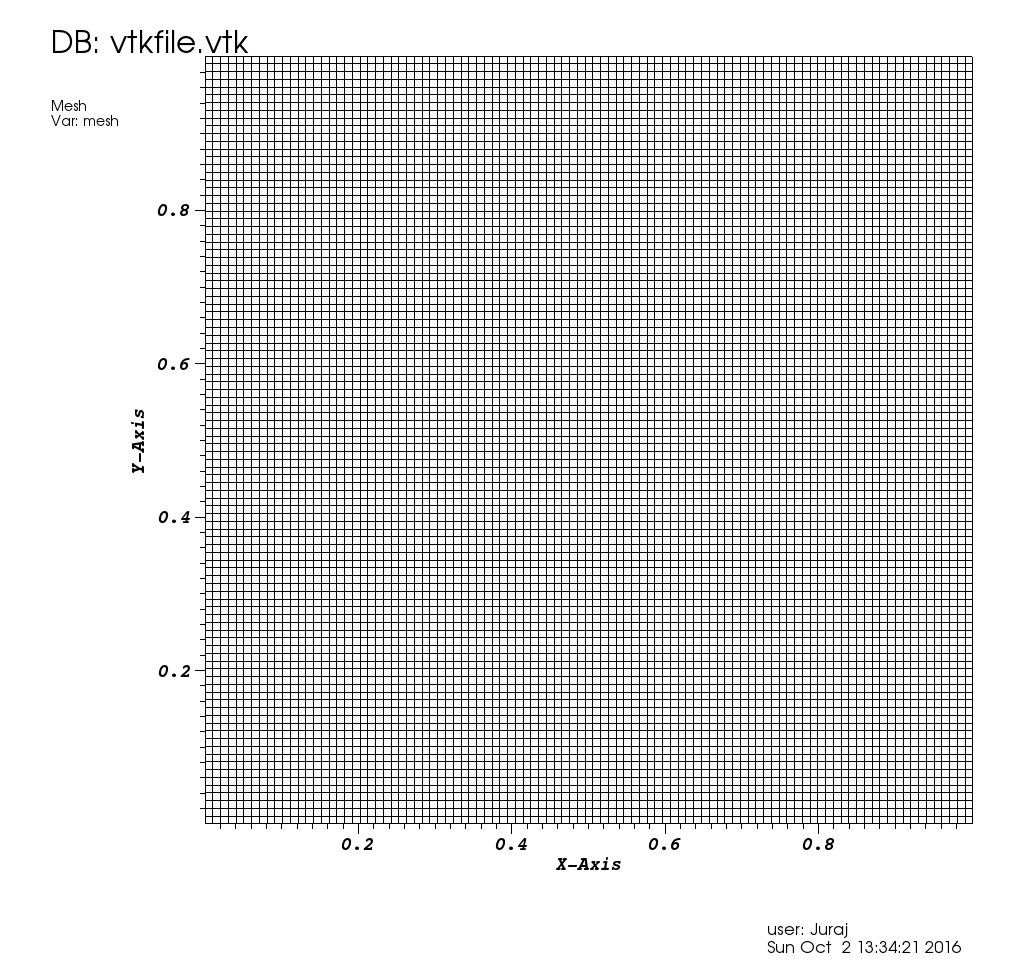 DB: vtkfile.vtk
Mesh
Var: mesh
0.8
0.6
Y-Axis
0.4
0.2
0.2 0.4 0.6 0.8
X-Axis
user: Juraj
Sun Oct 2 13:34:21 2016